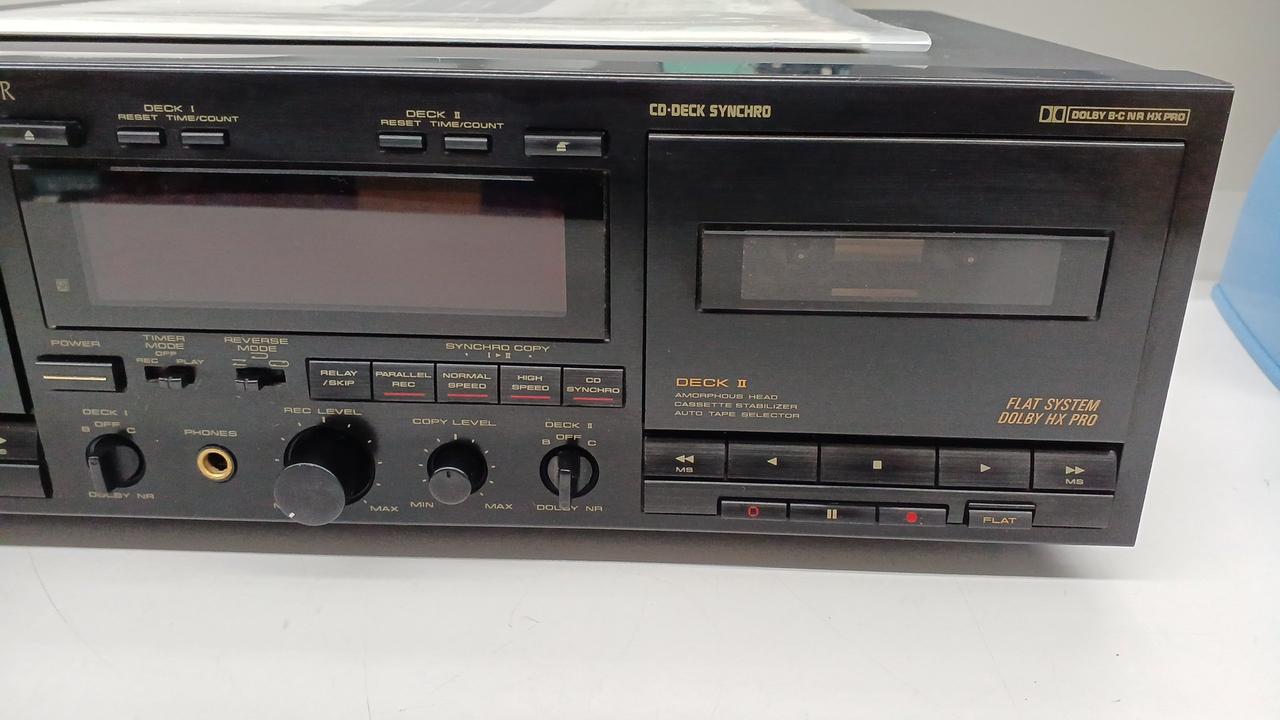 R
DECK I
RESET TIME/COUNT
DECK II
RESET TIME/COUNT
CD·DECK SYNCHRO
DOLBY B-C NR HX PRO
POWER
TIMER
MODE
OFF
REC PLAY
REVERSE
MODE
SYNCHRO COPY
I ▸ II
RELAY
/SKIP
PARALLEL
REC
NORMAL
SPEED
HIGH
SPEED
CD
SYNCHRO
DECK II
AMORPHOUS HEAD
CASSETTE STABILIZER
AUTO TAPE SELECTOR
FLAT SYSTEM
DOLBY HX PRO
DECK I
OFF
B C
DOLBY NR
PHONES
REC LEVEL
MAX
COPY LEVEL
MIN MAX
DECK II
OFF
B C
DOLBY NR
MS
MS
FLAT